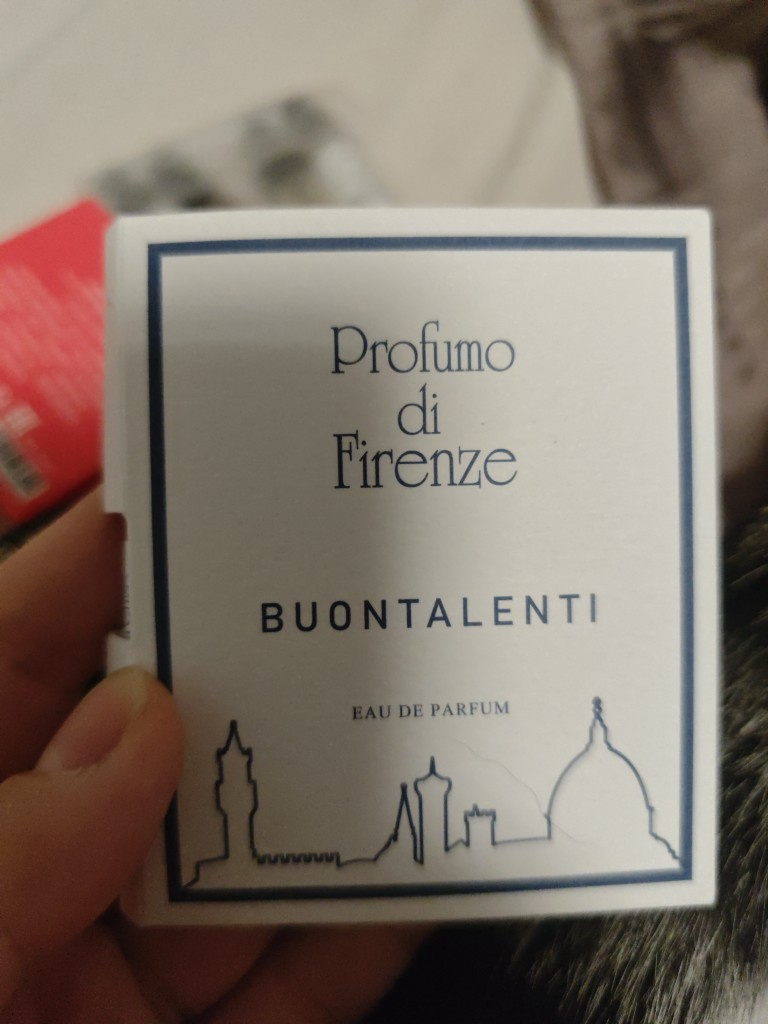 Profumo
di
Firenze
BUONTALENTI
EAU DE PARFUM